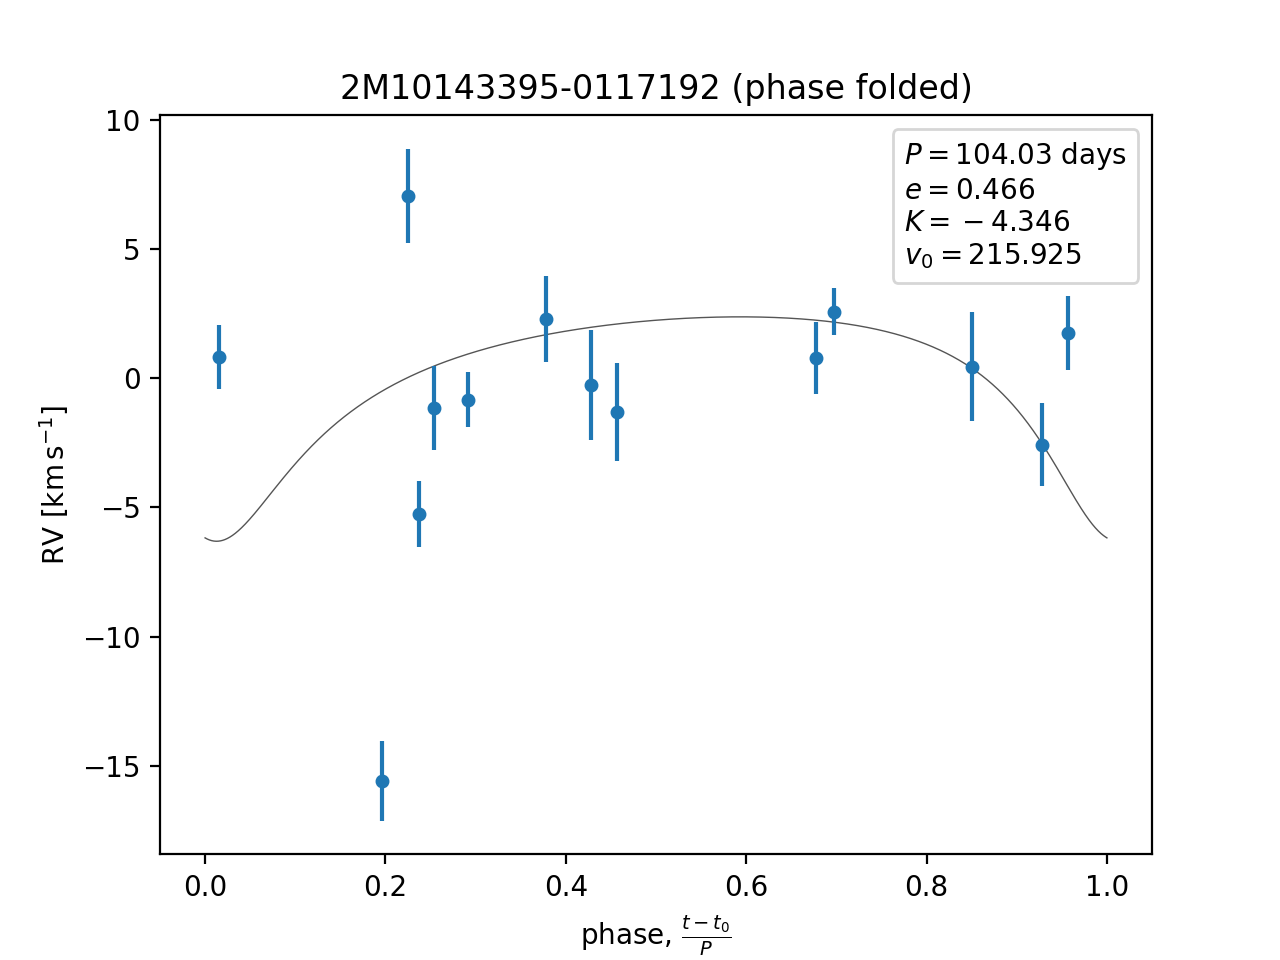 2M10143395-0117192 (phase folded)
P = 104.03 days
e = 0.466
K = − 4.346
v₀ = 215.925
10
5
0
−5
−10
−15
RV [km s⁻¹]
0.0 0.2 0.4 0.6 0.8 1.0
phase, (t − t₀)/P